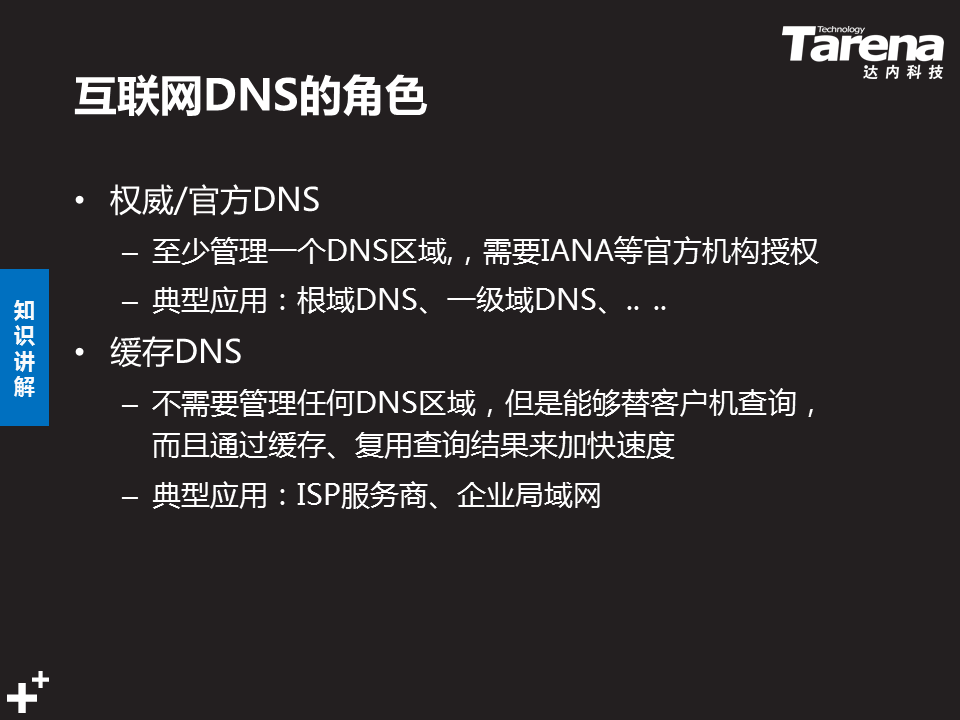 Technology
Tarena
达内科技
互联网DNS的角色
• 权威/官方DNS
– 至少管理一个DNS区域,，需要IANA等官方机构授权
– 典型应用：根域DNS、一级域DNS、.. ..
• 缓存DNS
– 不需要管理任何DNS区域，但是能够替客户机查询，
而且通过缓存、复用查询结果来加快速度
– 典型应用：ISP服务商、企业局域网
知
识
讲
解